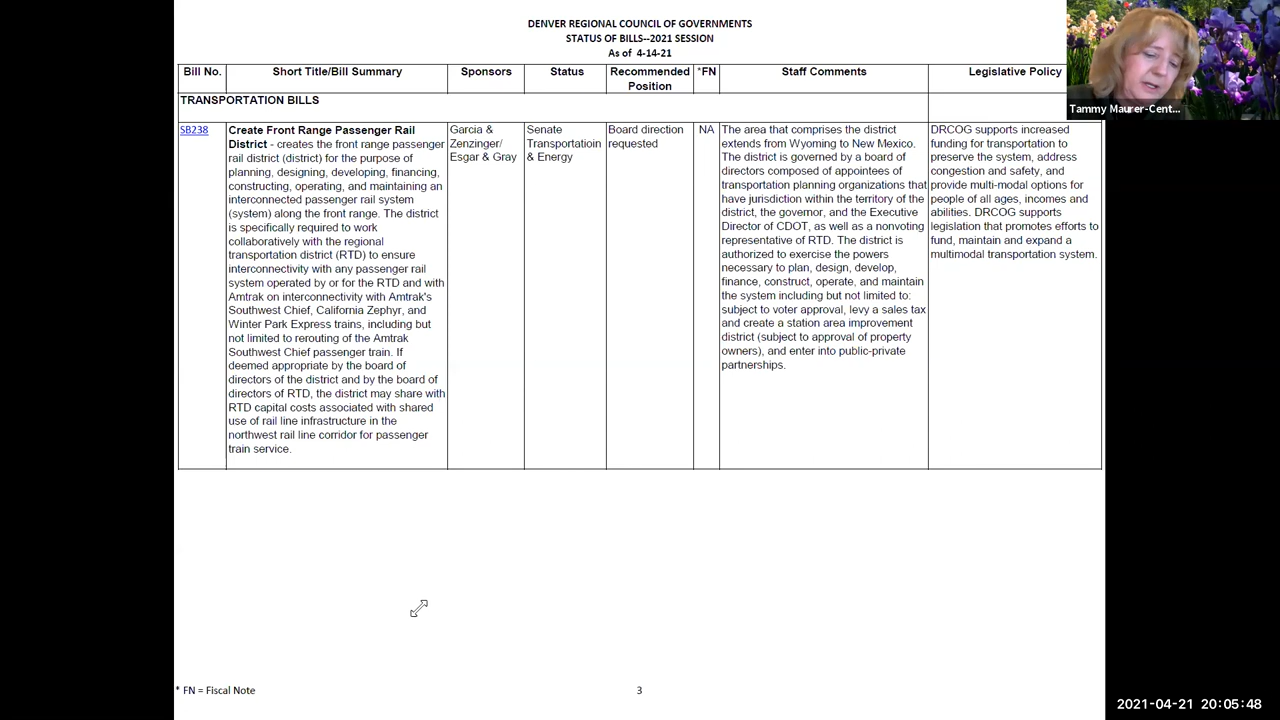 DENVER REGIONAL COUNCIL OF GOVERNMENTS
STATUS OF BILLS--2021 SESSION
As of 4-14-21
Bill No.
Short Title/Bill Summary
Sponsors
Status
Recommended
Position
*FN
Staff Comments
Legislative Policy
TRANSPORTATION BILLS
SB238
Create Front Range Passenger Rail
District - creates the front range passenger
rail district (district) for the purpose of
planning, designing, developing, financing,
constructing, operating, and maintaining an
interconnected passenger rail system
(system) along the front range. The district
is specifically required to work
collaboratively with the regional
transportation district (RTD) to ensure
interconnectivity with any passenger rail
system operated by or for the RTD and with
Amtrak on interconnectivity with Amtrak's
Southwest Chief, California Zephyr, and
Winter Park Express trains, including but
not limited to rerouting of the Amtrak
Southwest Chief passenger train. If
deemed appropriate by the board of
directors of the district and by the board of
directors of RTD, the district may share with
RTD capital costs associated with shared
use of rail line infrastructure in the
northwest rail line corridor for passenger
train service.
Garcia &
Zenzinger/
Esgar & Gray
Senate
Transportatioin
& Energy
Board direction
requested
NA
The area that comprises the district
extends from Wyoming to New Mexico.
The district is governed by a board of
directors composed of appointees of
transportation planning organizations that
have jurisdiction within the territory of the
district, the governor, and the Executive
Director of CDOT, as well as a nonvoting
representative of RTD. The district is
authorized to exercise the powers
necessary to plan, design, develop,
finance, construct, operate, and maintain
the system including but not limited to:
subject to voter approval, levy a sales tax
and create a station area improvement
district (subject to approval of property
owners), and enter into public-private
partnerships.
DRCOG supports increased
funding for transportation to
preserve the system, address
congestion and safety, and
provide multi-modal options for
people of all ages, incomes and
abilities. DRCOG supports
legislation that promotes efforts to
fund, maintain and expand a
multimodal transportation system.
* FN = Fiscal Note
3
Tammy Maurer-Cent...
2021-04-21 20:05:48